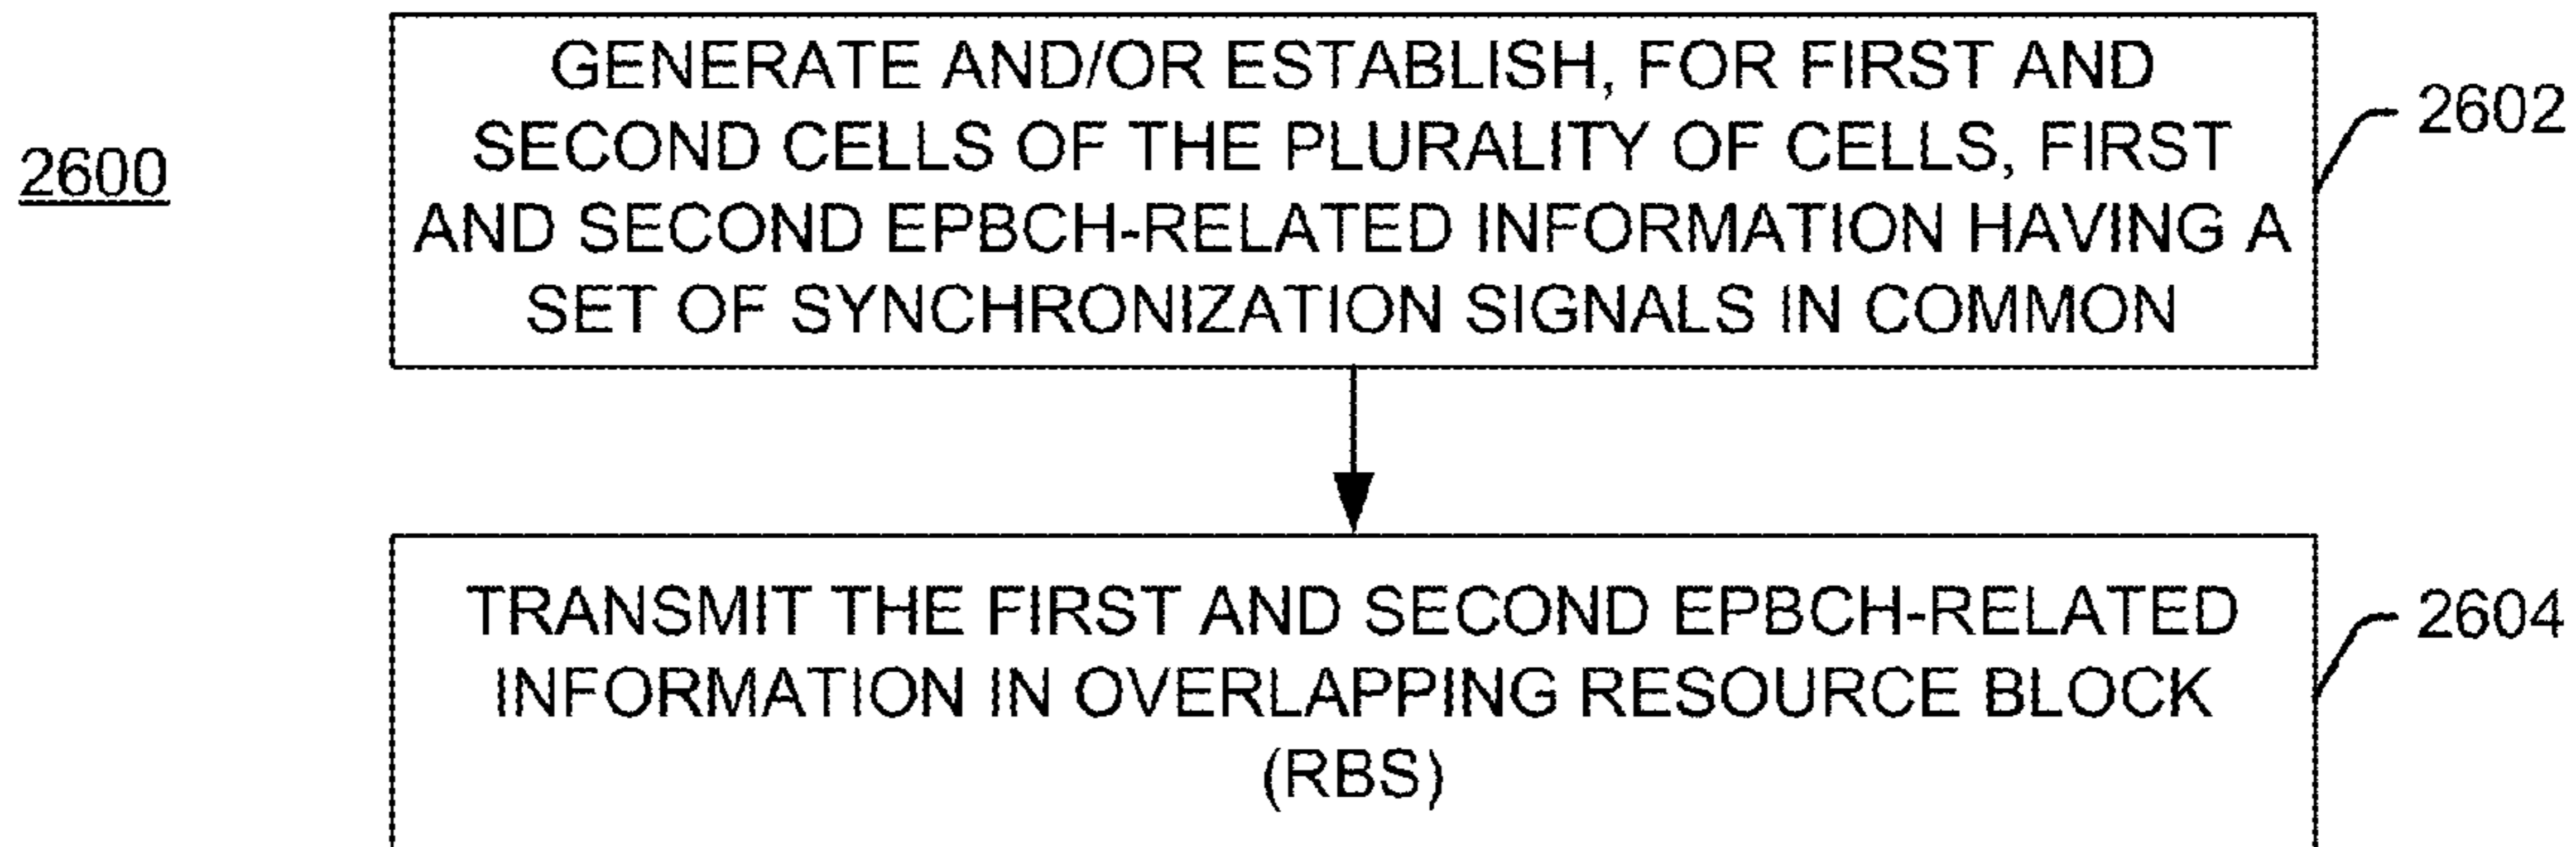 GENERATE AND/OR ESTABLISH, FOR FIRST AND
SECOND CELLS OF THE PLURALITY OF CELLS, FIRST
AND SECOND EPBCH-RELATED INFORMATION HAVING A
SET OF SYNCHRONIZATION SIGNALS IN COMMON
2602
2600
TRANSMIT THE FIRST AND SECOND EPBCH-RELATED
INFORMATION IN OVERLAPPING RESOURCE BLOCK
(RBS)
2604